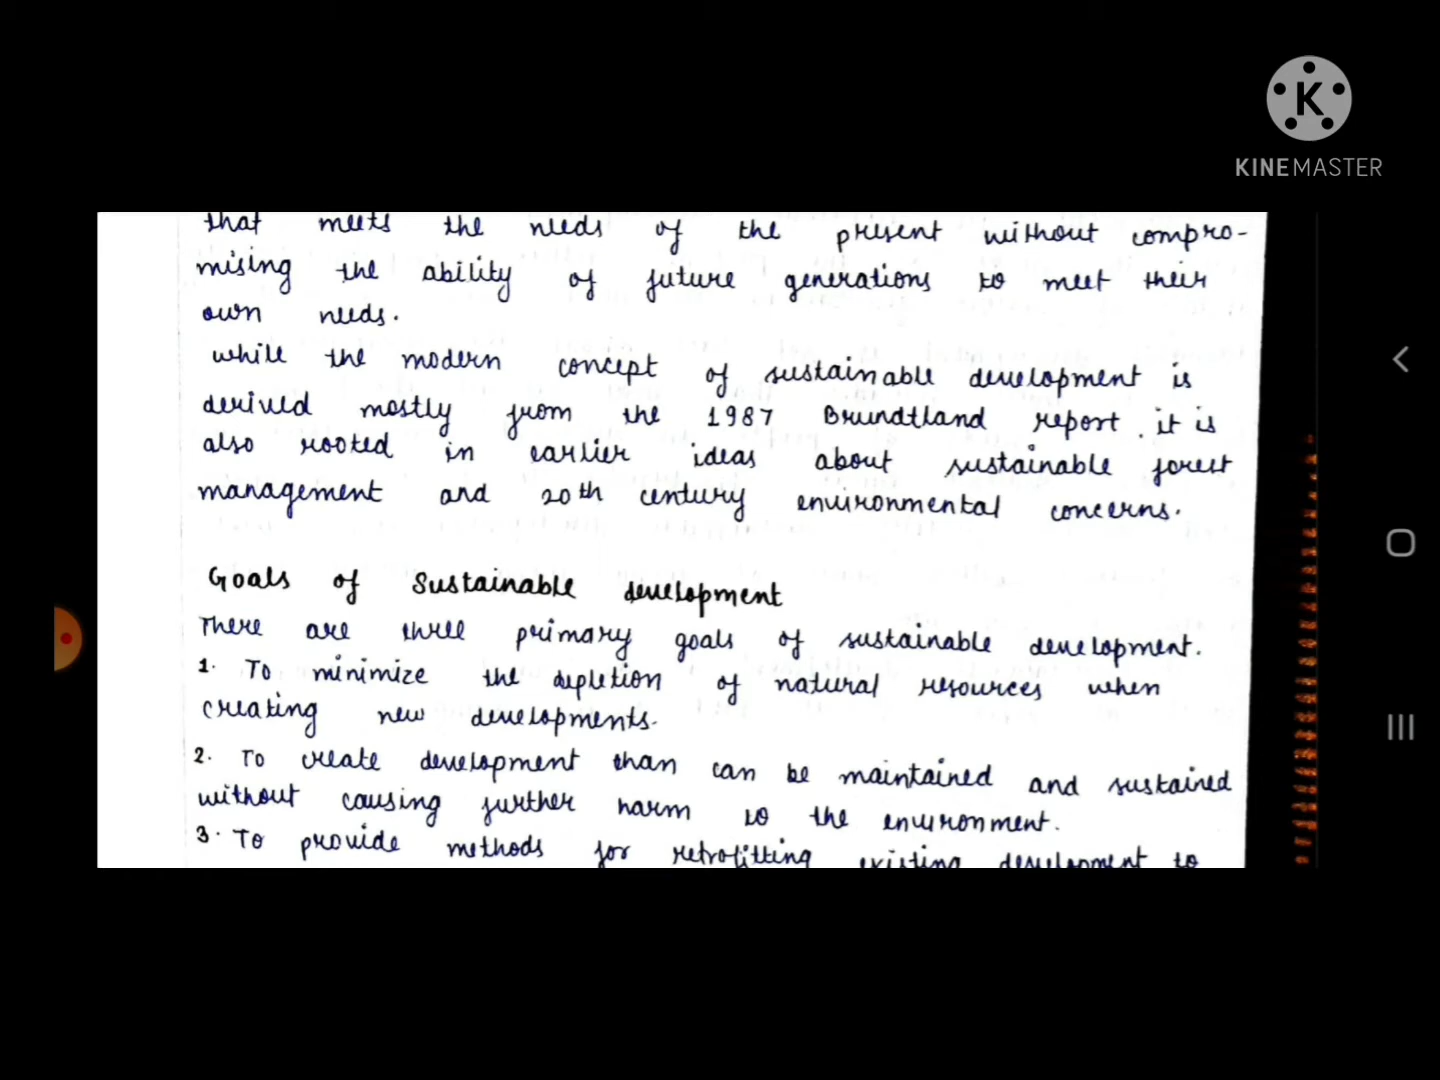 K
KINEMASTER
that meets the needs of the present without compro-
mising the ability of future generations to meet their
own needs.
while the modern concept of sustainable development is
derived mostly from the 1987 Brundtland report. it is
also rooted in earlier ideas about sustainable forest
management and 20th century environmental concerns.
Goals of Sustainable development
There are three primary goals of sustainable development.
1. To minimize the depletion of natural resources when
creating new developments.
2. To create development than can be maintained and sustained
without causing further harm to the environment.
3. To provide methods for retrofitting existing development to